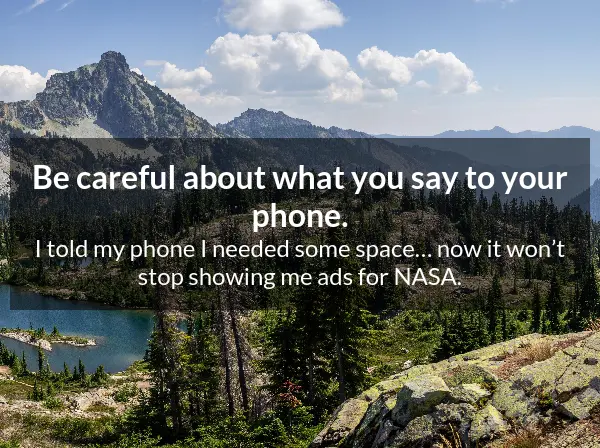 Be careful about what you say to your
phone.
I told my phone I needed some space... now it won’t
stop showing me ads for NASA.